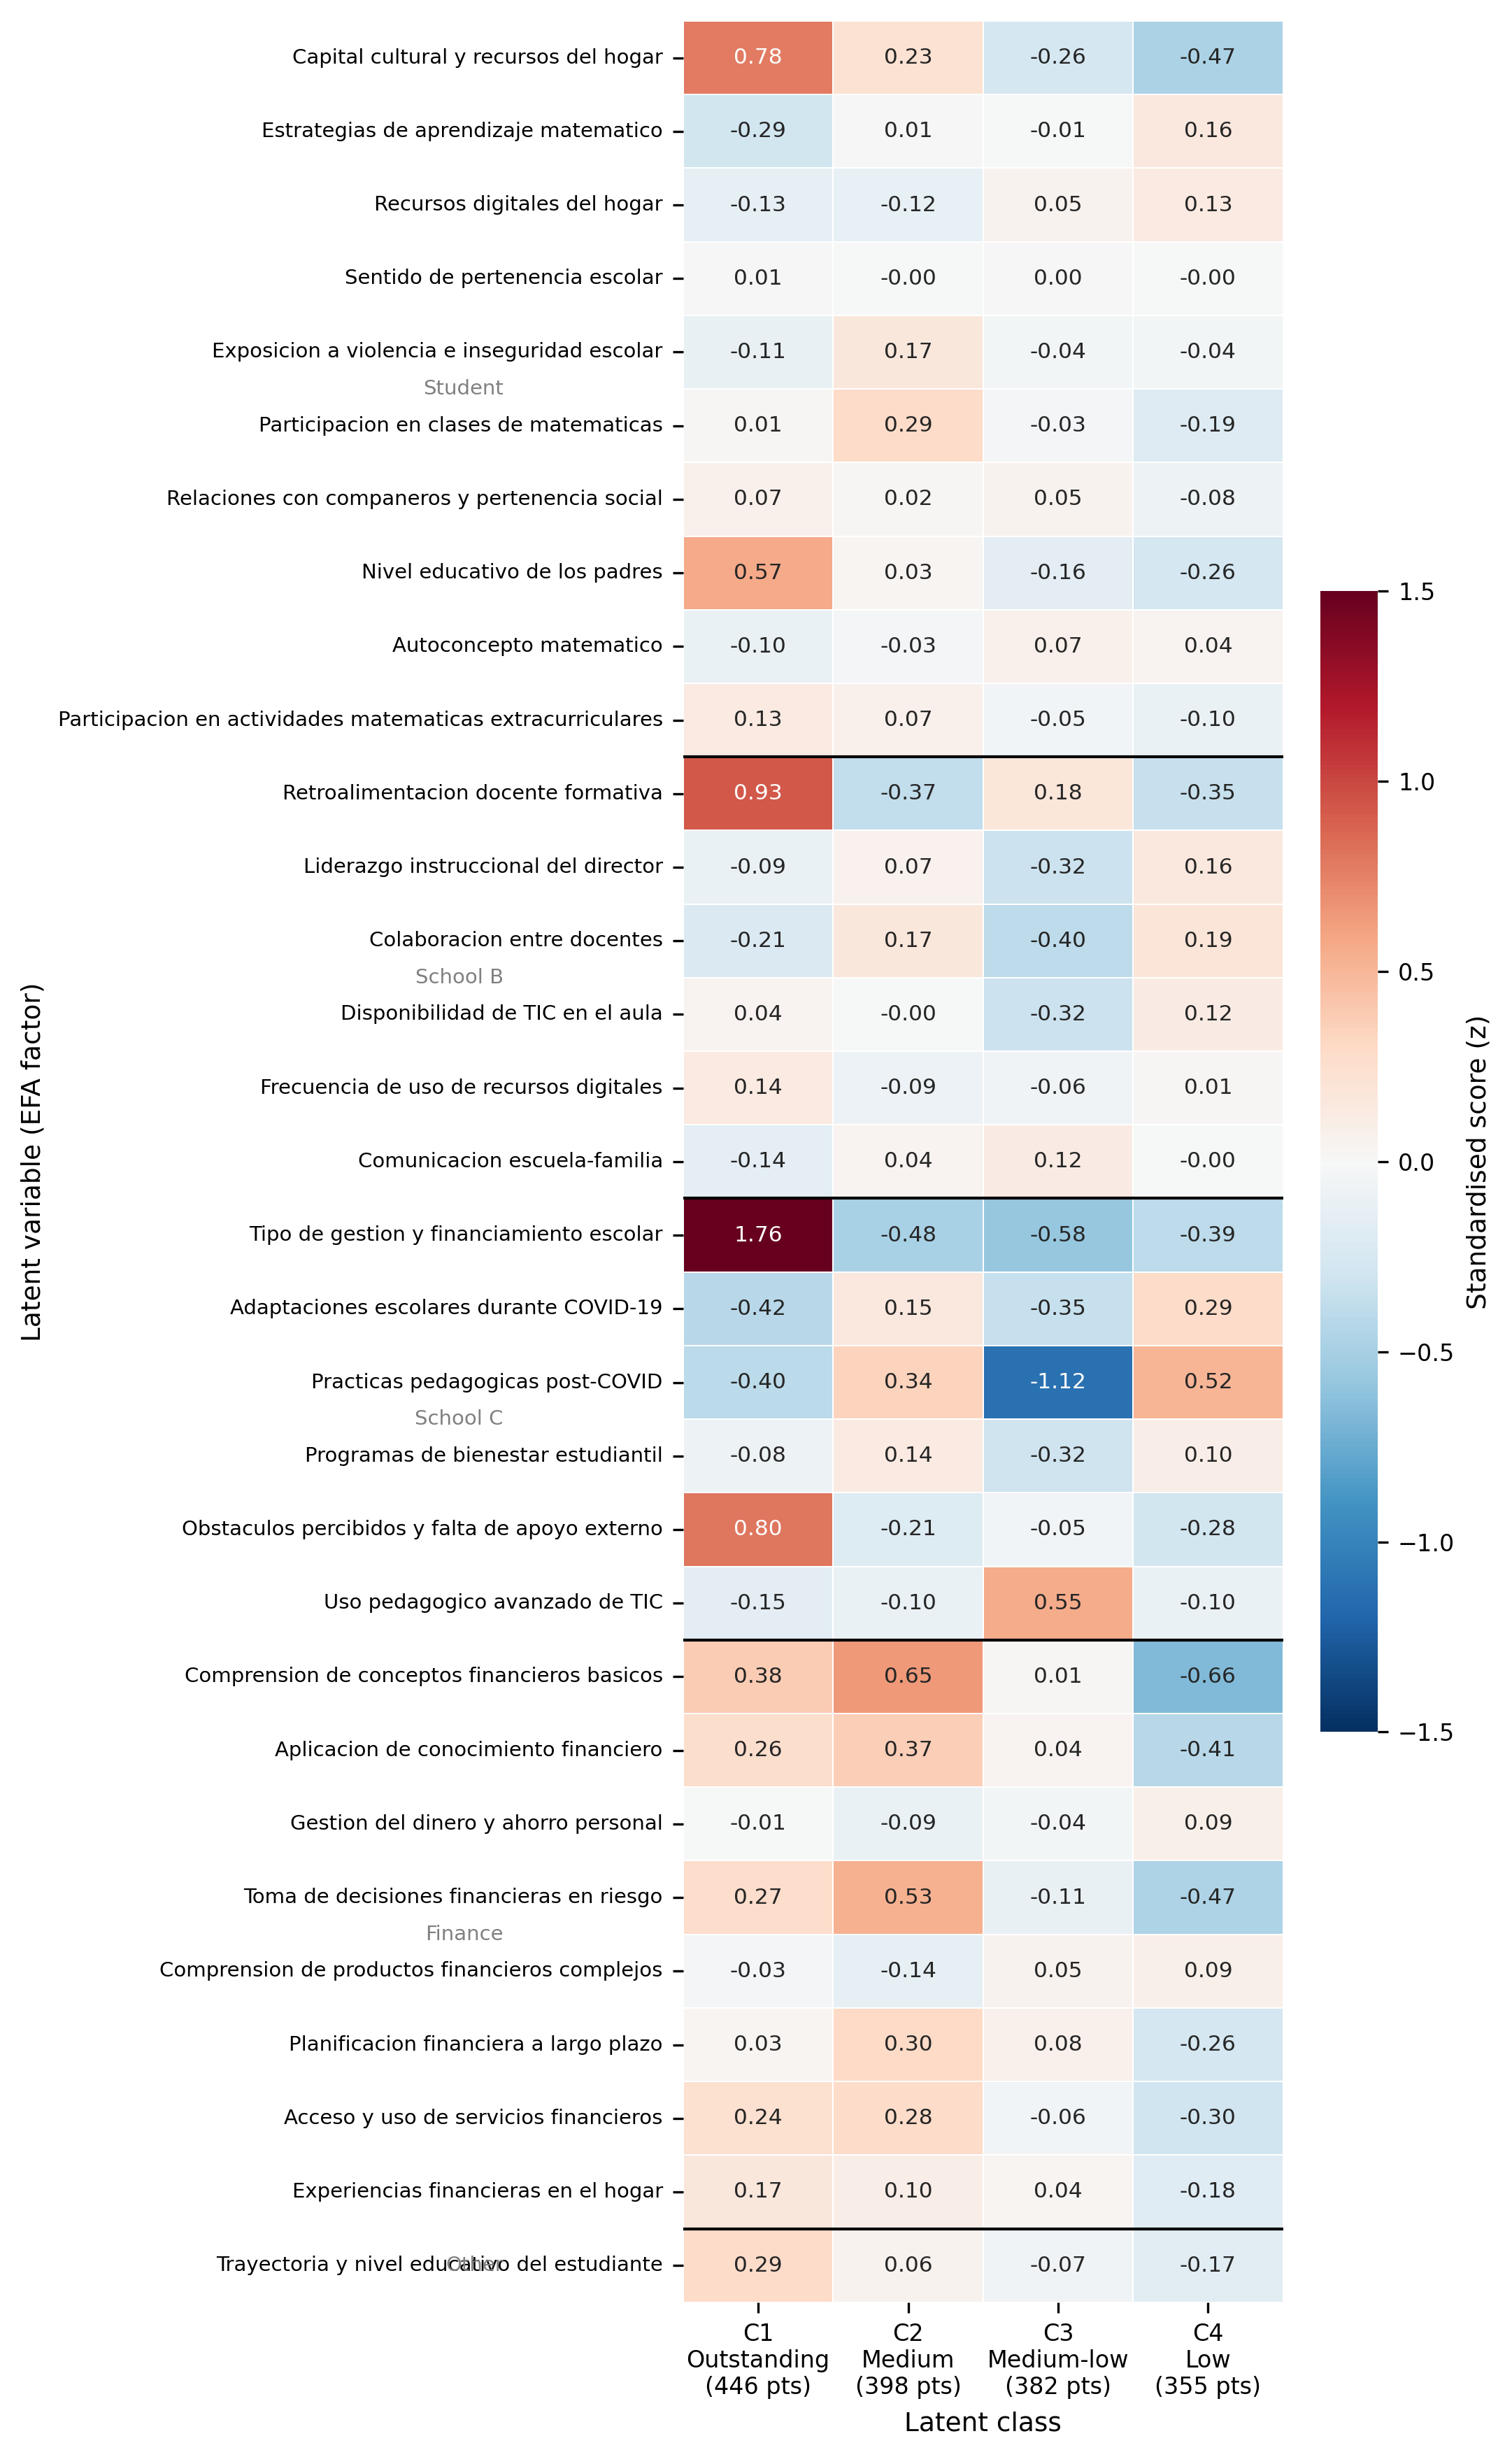 Capital cultural y recursos del hogar 0.78 0.23 -0.26 -0.47
Estrategias de aprendizaje matematico -0.29 0.01 -0.01 0.16
Recursos digitales del hogar -0.13 -0.12 0.05 0.13
Sentido de pertenencia escolar 0.01 -0.00 0.00 -0.00
Exposicion a violencia e inseguridad escolar -0.11 0.17 -0.04 -0.04
Student
Participacion en clases de matematicas 0.01 0.29 -0.03 -0.19
Relaciones con companeros y pertenencia social 0.07 0.02 0.05 -0.08
Nivel educativo de los padres 0.57 0.03 -0.16 -0.26
Autoconcepto matematico -0.10 -0.03 0.07 0.04
Participacion en actividades matematicas extracurriculares 0.13 0.07 -0.05 -0.10
Retroalimentacion docente formativa 0.93 -0.37 0.18 -0.35
Liderazgo instruccional del director -0.09 0.07 -0.32 0.16
Colaboracion entre docentes -0.21 0.17 -0.40 0.19
School B
Disponibilidad de TIC en el aula 0.04 -0.00 -0.32 0.12
Frecuencia de uso de recursos digitales 0.14 -0.09 -0.06 0.01
Comunicacion escuela-familia -0.14 0.04 0.12 -0.00
Tipo de gestion y financiamiento escolar 1.76 -0.48 -0.58 -0.39
Adaptaciones escolares durante COVID-19 -0.42 0.15 -0.35 0.29
Practicas pedagogicas post-COVID -0.40 0.34 -1.12 0.52
School C
Programas de bienestar estudiantil -0.08 0.14 -0.32 0.10
Obstaculos percibidos y falta de apoyo externo 0.80 -0.21 -0.05 -0.28
Uso pedagogico avanzado de TIC -0.15 -0.10 0.55 -0.10
Comprension de conceptos financieros basicos 0.38 0.65 0.01 -0.66
Aplicacion de conocimiento financiero 0.26 0.37 0.04 -0.41
Gestion del dinero y ahorro personal -0.01 -0.09 -0.04 0.09
Toma de decisiones financieras en riesgo 0.27 0.53 -0.11 -0.47
Finance
Comprension de productos financieros complejos -0.03 -0.14 0.05 0.09
Planificacion financiera a largo plazo 0.03 0.30 0.08 -0.26
Acceso y uso de servicios financieros 0.24 0.28 -0.06 -0.30
Experiencias financieras en el hogar 0.17 0.10 0.04 -0.18
Trayectoria y nivel educativo del estudiante 0.29 0.06 -0.07 -0.17
Other
C1 C2 C3 C4
Outstanding Medium Medium-low Low
(446 pts) (398 pts) (382 pts) (355 pts)
Latent class
Latent variable (EFA factor)
1.5
1.0
0.5
0.0
−0.5
−1.0
−1.5
Standardised score (z)